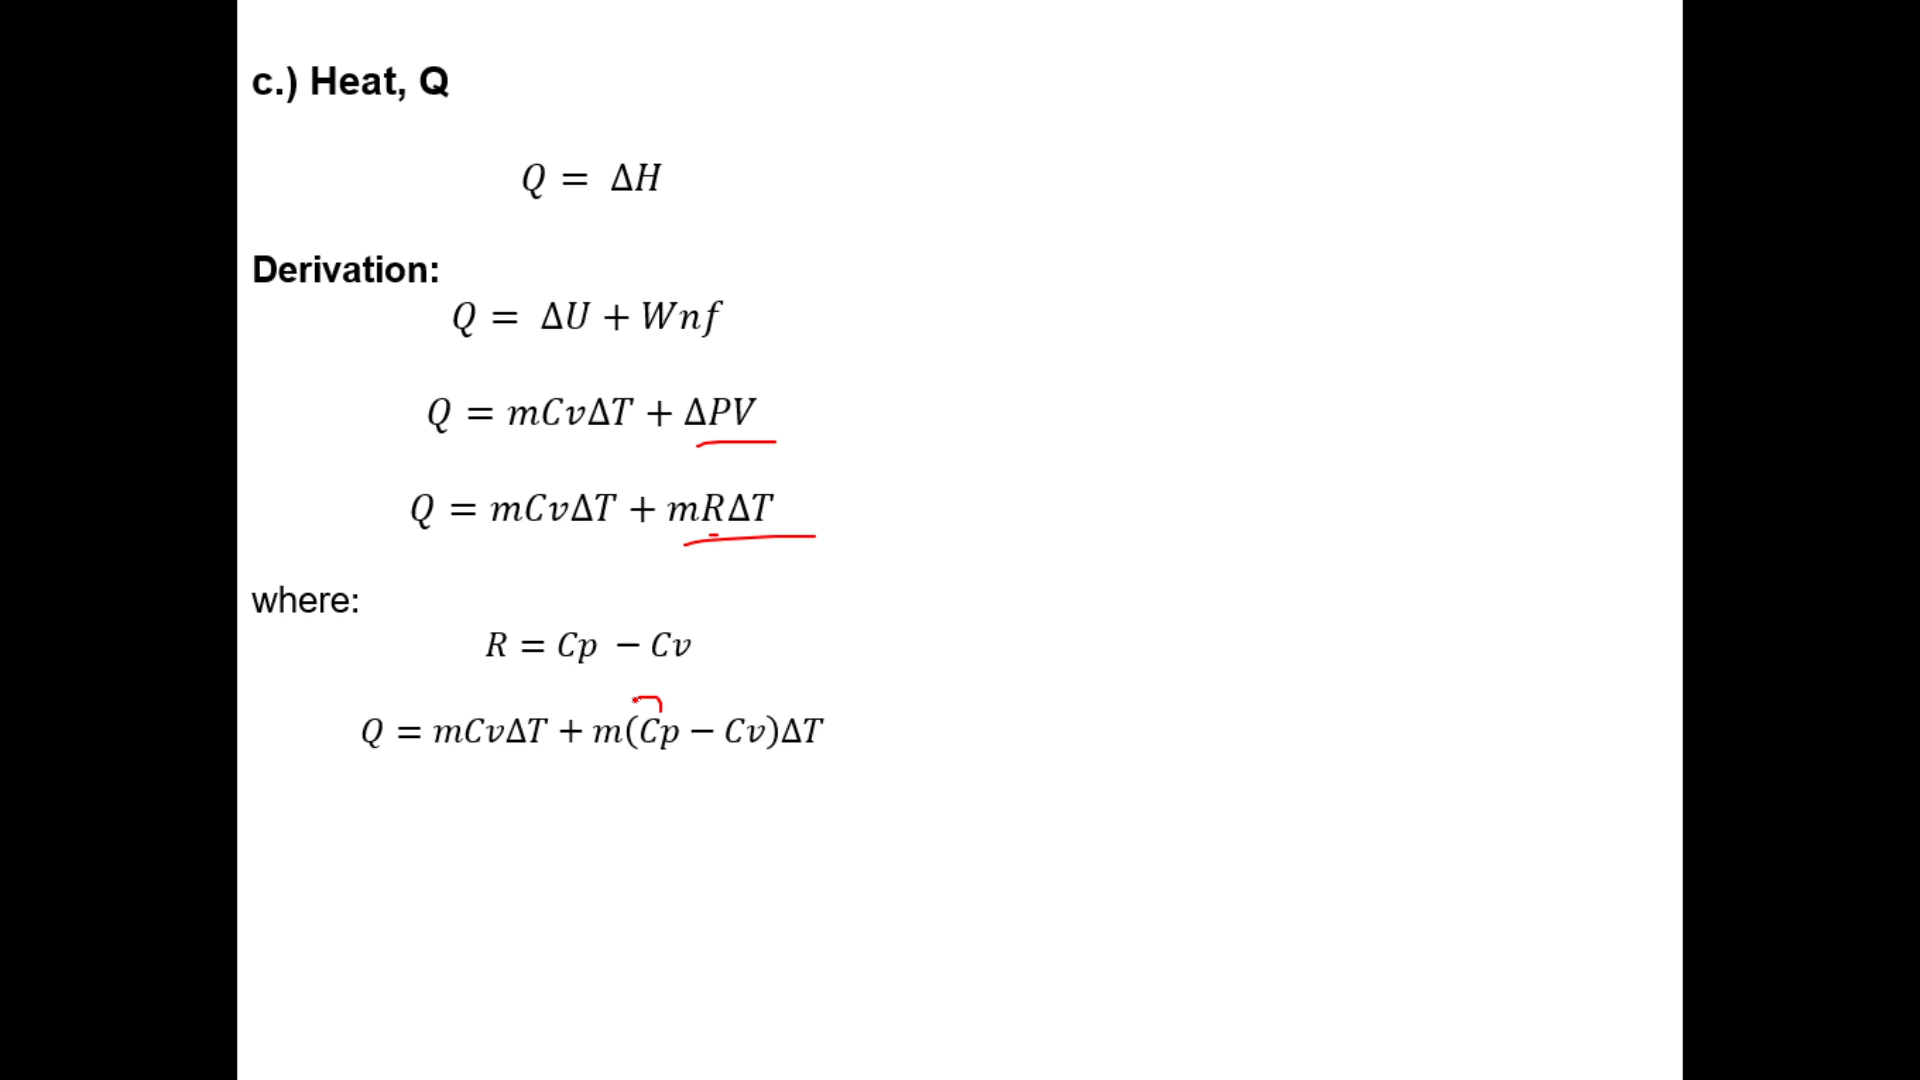 c.) Heat, Q
Q = ΔH
Derivation:
Q = ΔU + Wnf
Q = mCvΔT + ΔPV
Q = mCvΔT + mRΔT
where:
R = Cp − Cv
Q = mCvΔT + m(Cp − Cv)ΔT